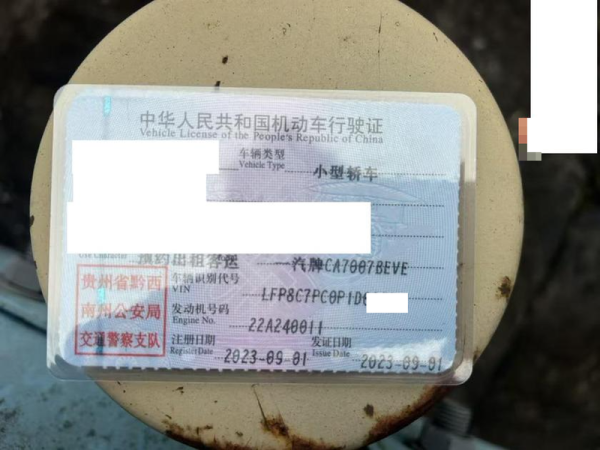 中华人民共和国机动车行驶证
Vehicle License of the People's Republic of China
车辆类型 小型轿车
Vehicle Type
预约出租客运 一汽牌CA7007BEVE
贵州省黔西
南州公安局
交通警察支队
车辆识别代号
VIN LFP8C7PC0P1D
发动机号码 22A240011
Engine No.
注册日期 2023-09-01
Register Date
发证日期 2023-09-01
Issue Date